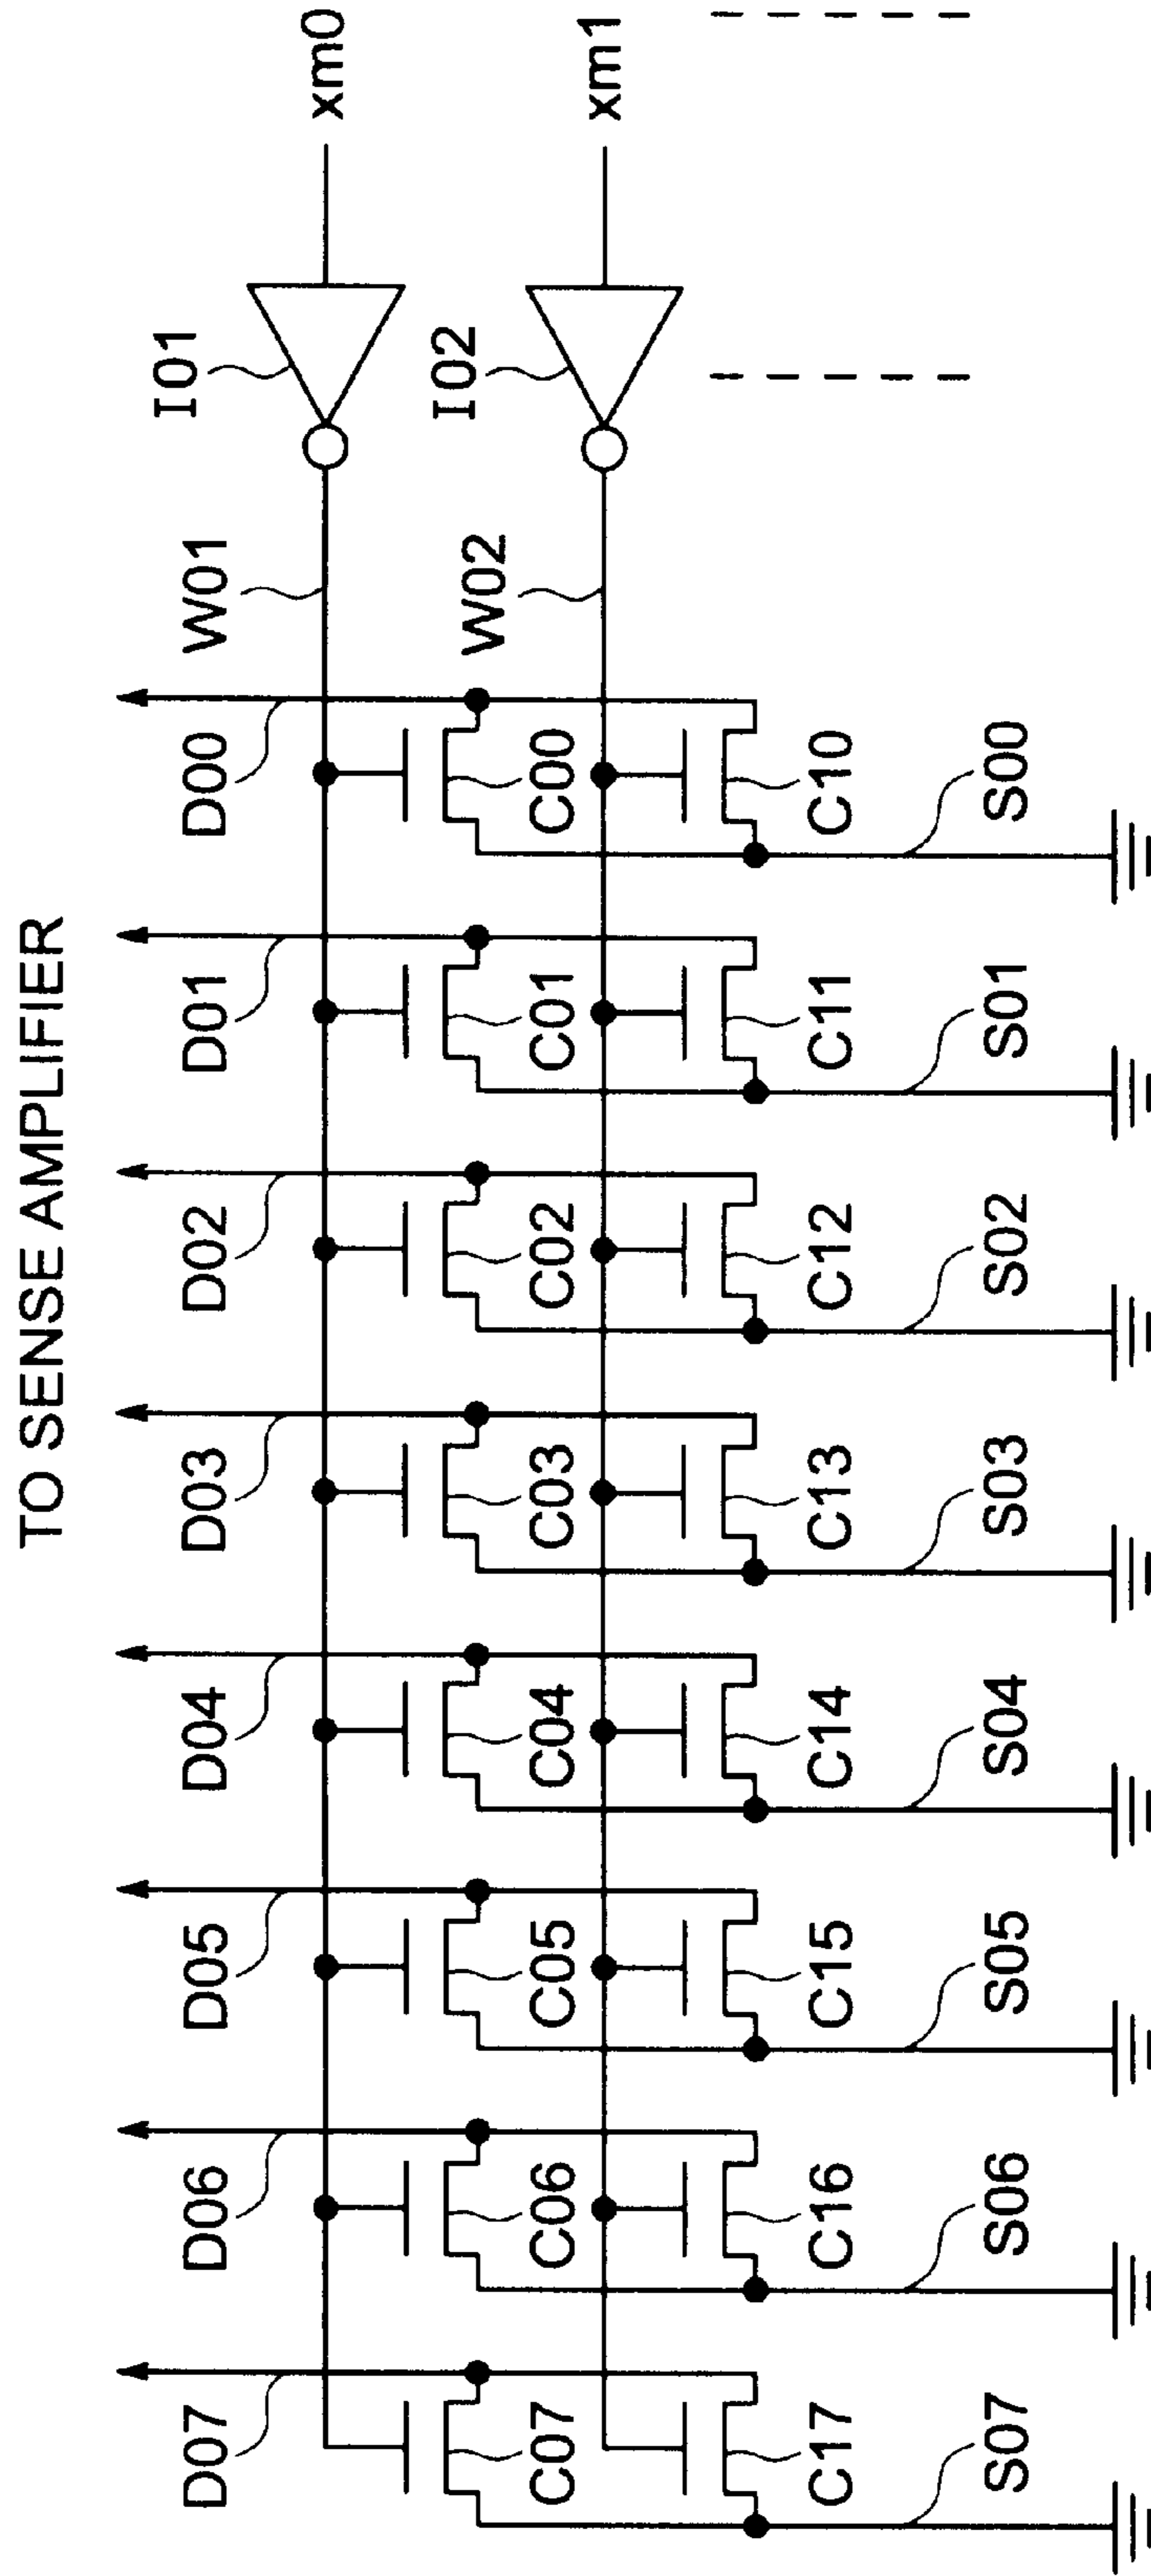 TO SENSE AMPLIFIER
D07 D06 D05 D04 D03 D02 D01 D00 W01 I01 xm0
C07 C06 C05 C04 C03 C02 C01 C00 W02 I02 xm1
C17 C16 C15 C14 C13 C12 C11 C10
S07 S06 S05 S04 S03 S02 S01 S00